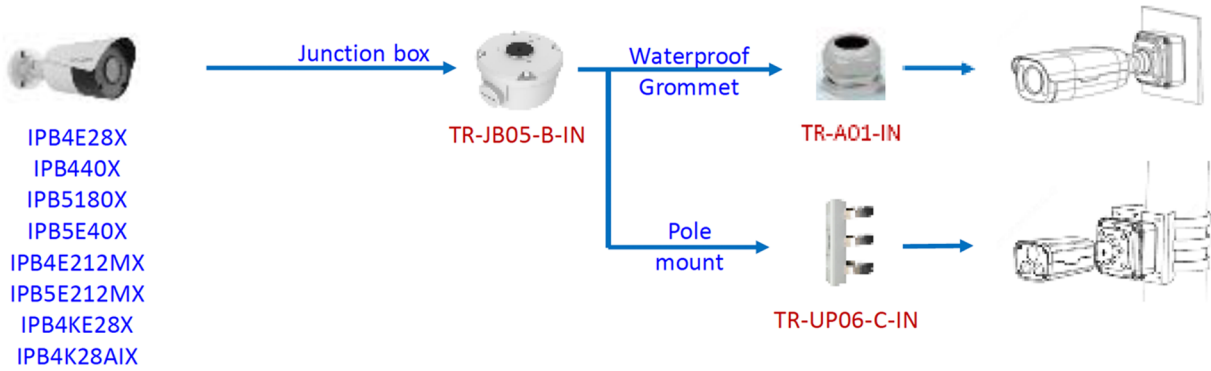 Junction box
Waterproof
Grommet
IPB4E28X
IPB440X
IPB5180X
IPB5E40X
IPB4E212MX
IPB5E212MX
IPB4KE28X
IPB4K28AIX
TR-JB05-B-IN
TR-A01-IN
Pole
mount
TR-UP06-C-IN